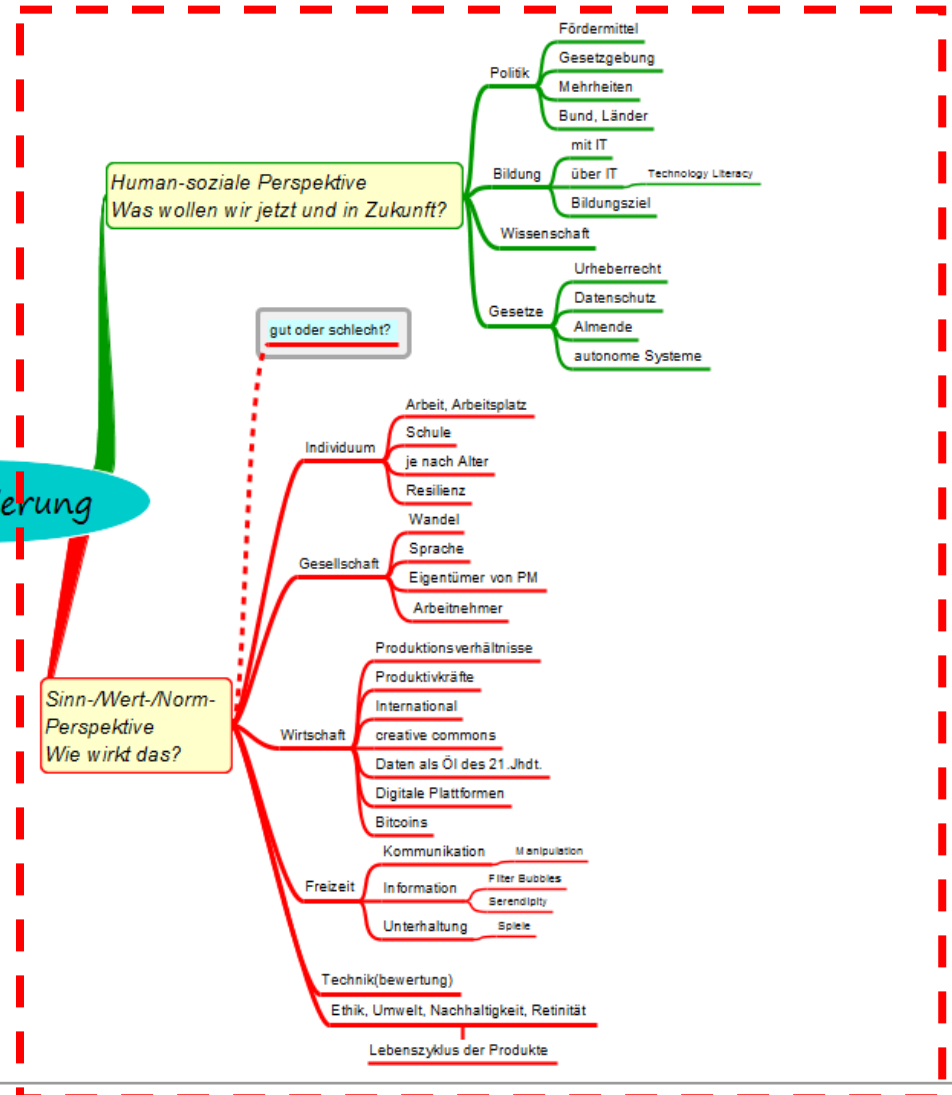 Fördermittel
Gesetzgebung
Politik
Mehrheiten
Bund, Länder
mit IT
Bildung
über IT
Technology Literacy
Bildungsziel
Human-soziale Perspektive
Was wollen wir jetzt und in Zukunft?
Wissenschaft
Urheberrecht
Datenschutz
Gesetze
Almende
autonome Systeme
gut oder schlecht?
Arbeit, Arbeitsplatz
Schule
Individuum
je nach Alter
Resilienz
erung
Wandel
Sprache
Gesellschaft
Eigentümer von PM
Arbeitnehmer
Sinn-/Wert-/Norm-
Perspektive
Wie wirkt das?
Produktionsverhältnisse
Produktivkräfte
International
Wirtschaft
creative commons
Daten als Öl des 21.Jhdt.
Digitale Plattformen
Bitcoins
Kommunikation
Manipulation
Freizeit
Information
Filter Bubbles
Serendipity
Unterhaltung
Spiele
Technik(bewertung)
Ethik, Umwelt, Nachhaltigkeit, Retinität
Lebenszyklus der Produkte